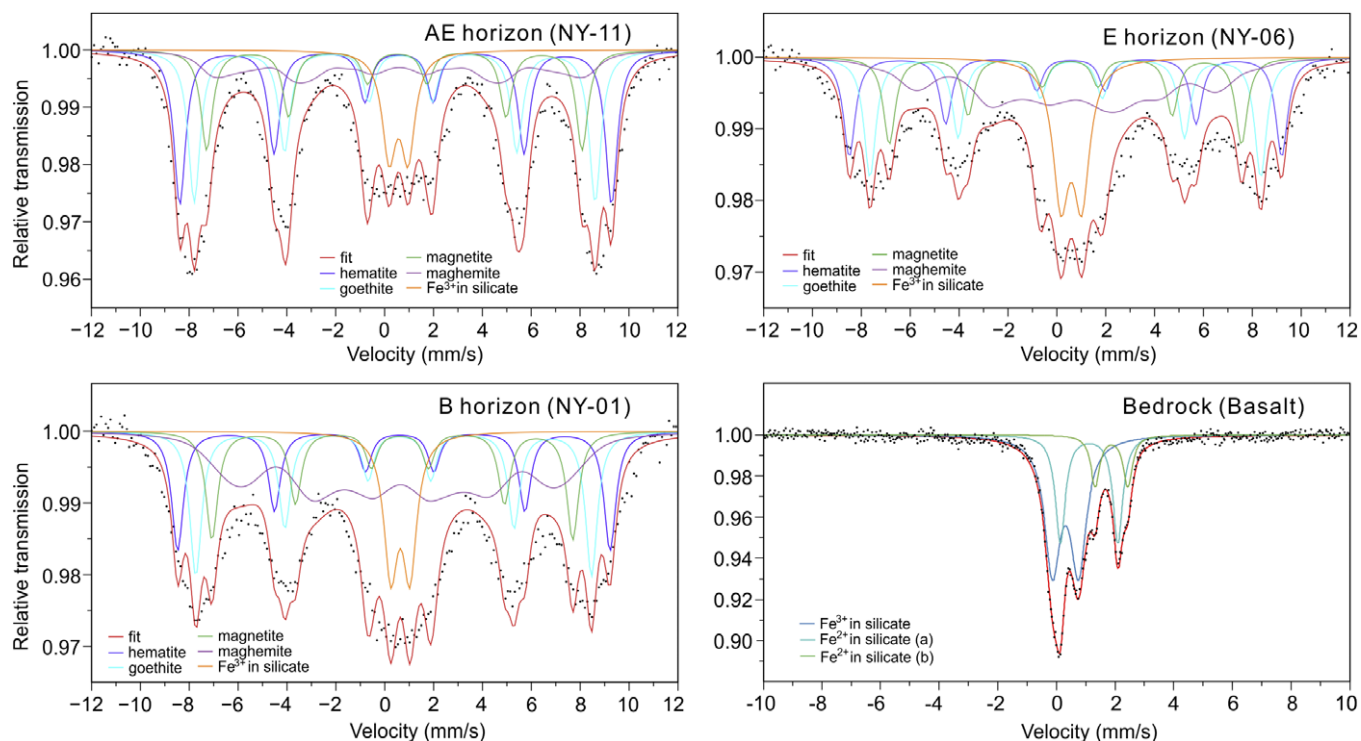 AE horizon (NY-11)
1.00
0.99
0.98
0.97
0.96
Relative transmission
fit
hematite
goethite
magnetite
maghemite
Fe³⁺ in silicate
−12 −10 −8 −6 −4 −2 0 2 4 6 8 10 12
Velocity (mm/s)
E horizon (NY-06)
1.00
0.99
0.98
0.97
fit
hematite
goethite
magnetite
maghemite
Fe³⁺ in silicate
−12 −10 −8 −6 −4 −2 0 2 4 6 8 10 12
Velocity (mm/s)
B horizon (NY-01)
1.00
0.99
0.98
0.97
Relative transmission
fit
hematite
goethite
magnetite
maghemite
Fe³⁺ in silicate
−12 −10 −8 −6 −4 −2 0 2 4 6 8 10 12
Velocity (mm/s)
Bedrock (Basalt)
1.00
0.98
0.96
0.94
0.92
0.90
Fe³⁺ in silicate
Fe²⁺ in silicate (a)
Fe²⁺ in silicate (b)
-10 -8 -6 -4 -2 0 2 4 6 8 10
Velocity (mm/s)